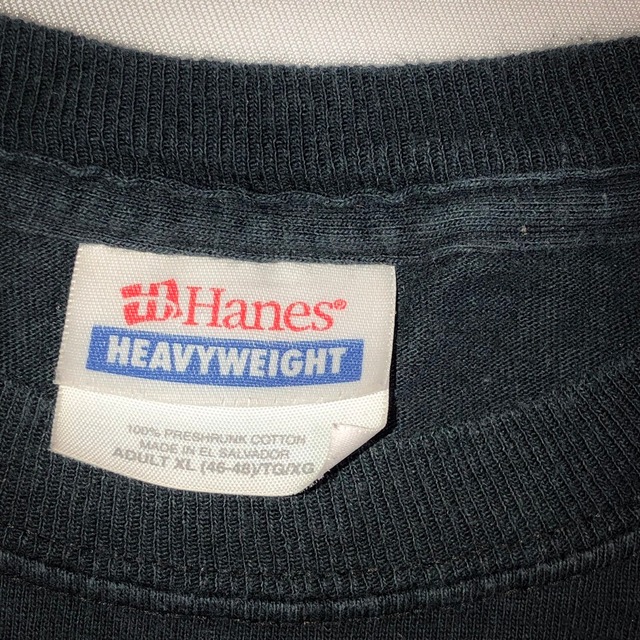 Hanes®
HEAVYWEIGHT
100% PRESHRUNK COTTON
MADE IN EL SALVADOR
ADULT XL (46-48)/TG/XG